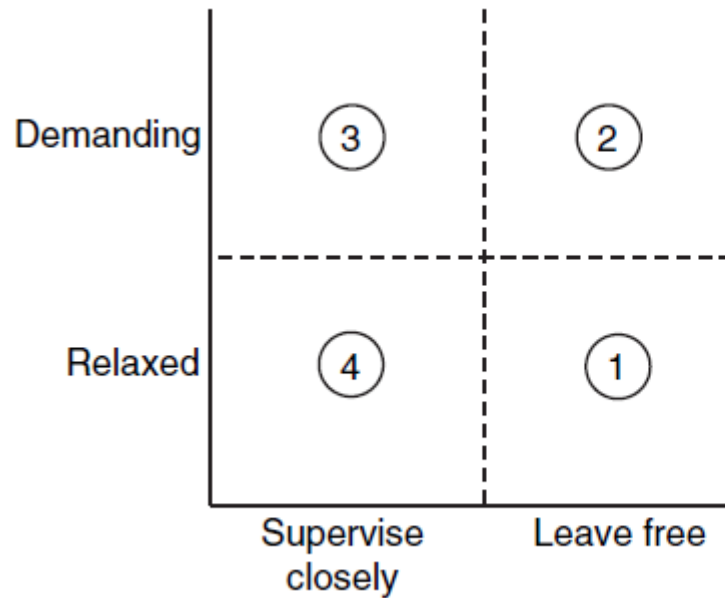 Demanding
3
2
Relaxed
4
1
Supervise
closely
Leave free